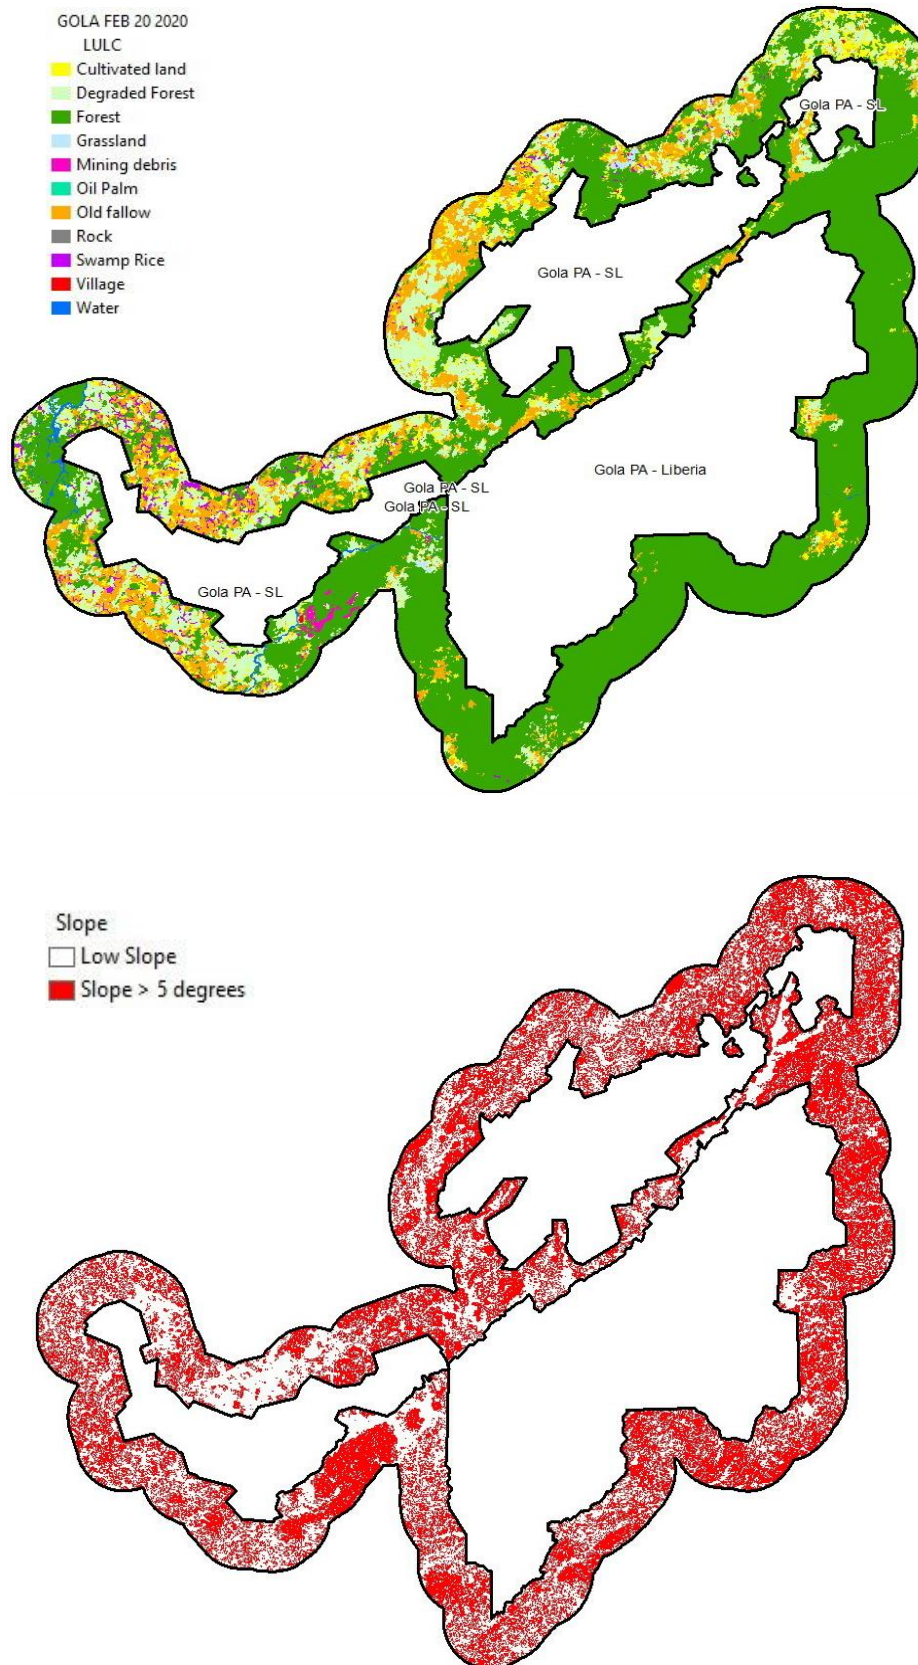 GOLA FEB 20 2020
LULC
Cultivated land
Degraded Forest
Forest
Grassland
Mining debris
Oil Palm
Old fallow
Rock
Swamp Rice
Village
Water
Gola PA - SL
Gola PA - SL
Gola PA - Liberia
Gola PA - SL
Gola PA - SL
Gola PA - SL
Slope
Low Slope
Slope > 5 degrees